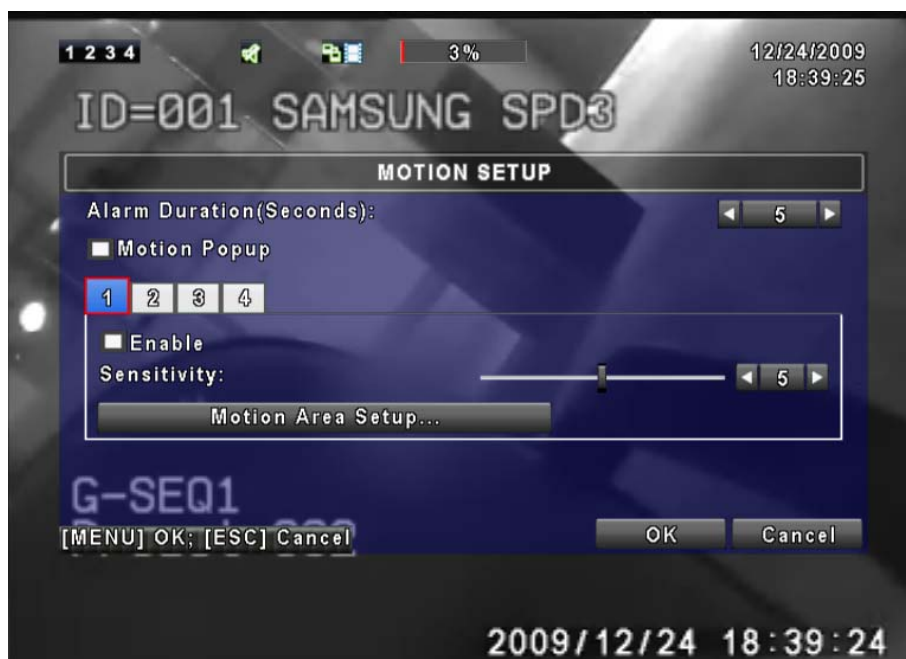 1 2 3 4 3% 12/24/2009
18:39:25
ID=001 SAMSUNG SPD3
MOTION SETUP
Alarm Duration(Seconds): 5
Motion Popup
1 2 3 4
Enable
Sensitivity: 5
Motion Area Setup...
G-SEQ1
[MENU] OK; [ESC] Cancel OK Cancel
2009/12/24 18:39:24